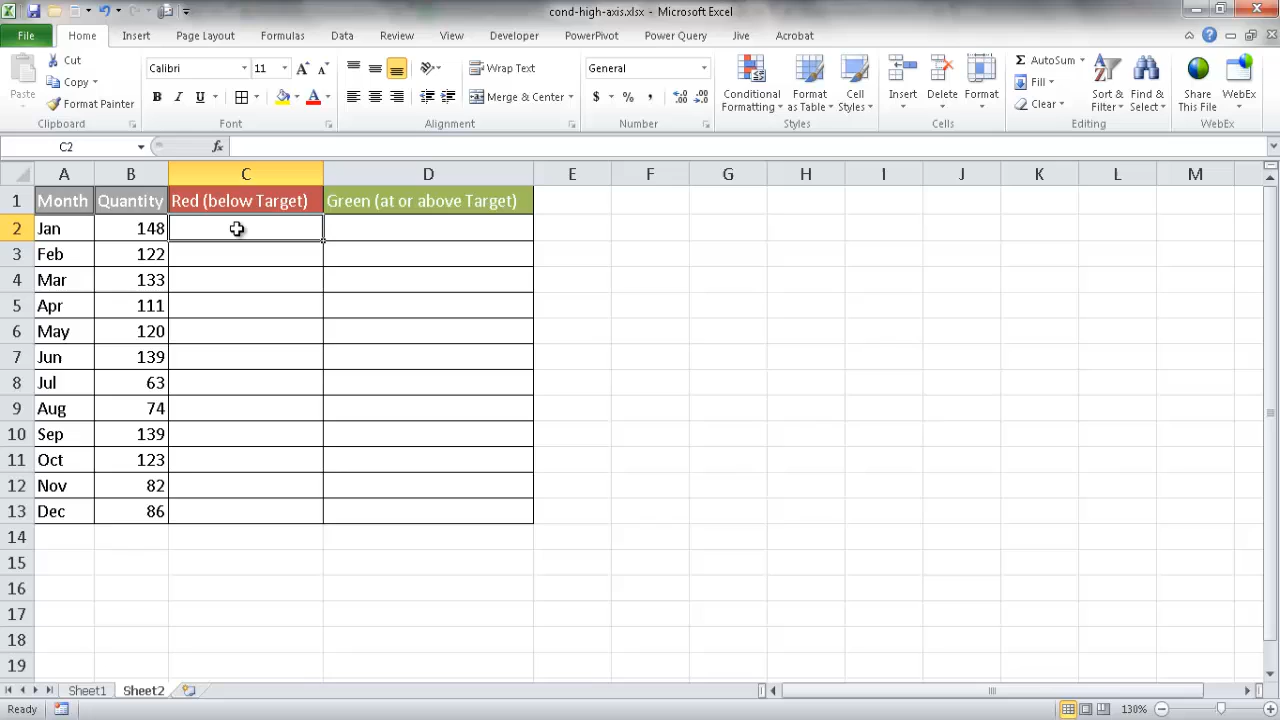 cond-high-axis.xlsx - Microsoft Excel
File Home Insert Page Layout Formulas Data Review View Developer PowerPivot Power Query Jive Acrobat
Paste
Cut
Copy
Format Painter
Clipboard
Calibri 11
B I U
Font
Wrap Text
Merge & Center
Alignment
General
$ % ,
Number
Conditional Formatting
Format as Table
Cell Styles
Styles
Insert Delete Format
Cells
AutoSum
Fill
Clear
Sort & Filter
Find & Select
Editing
Share This File
WebEx
WebEx
C2
fx
A B C D E F G H I J K L M
1 Month Quantity Red (below Target) Green (at or above Target)
2 Jan 148
3 Feb 122
4 Mar 133
5 Apr 111
6 May 120
7 Jun 139
8 Jul 63
9 Aug 74
10 Sep 139
11 Oct 123
12 Nov 82
13 Dec 86
14
15
16
17
18
19
Sheet1 Sheet2
Ready
130%